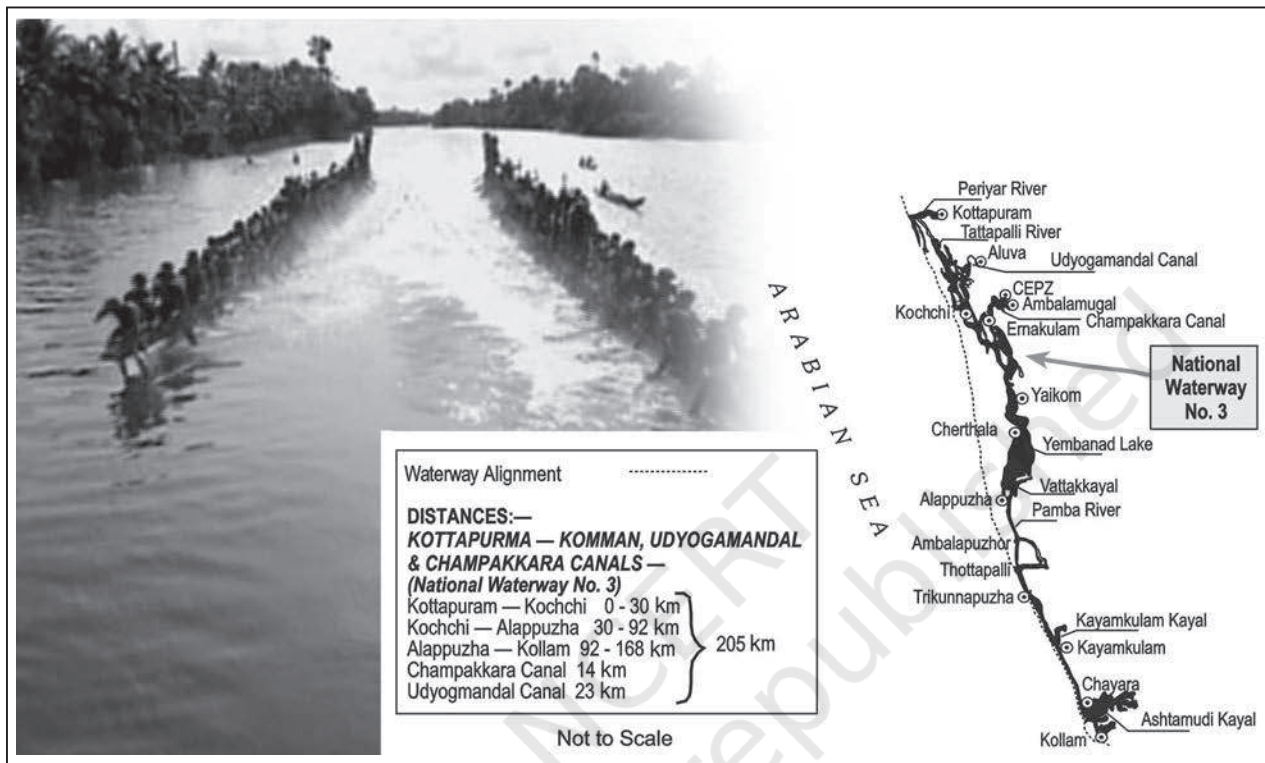 Periyar River
Kottapuram
Tattapalli River
Aluva
Udyogamandal Canal
CEPZ
Ambalamugal
Kochchi
Ernakulam
Champakkara Canal
ARABIAN SEA
National
Waterway
No. 3
Yaikom
Cherthala
Yembanad Lake
Vattakkayal
Alappuzha
Pamba River
Ambalapuzhor
Thottapalli
Trikunnapuzha
Kayamkulam Kayal
Kayamkulam
Chayara
Ashtamudi Kayal
Kollam
Waterway Alignment
DISTANCES:—
KOTTAPURMA — KOMMAN, UDYOGAMANDAL
& CHAMPAKKARA CANALS —
(National Waterway No. 3)
Kottapuram — Kochchi 0 - 30 km
Kochchi — Alappuzha 30 - 92 km
Alappuzha — Kollam 92 - 168 km
Champakkara Canal 14 km
Udyogmandal Canal 23 km
205 km
Not to Scale
NCERT
republished